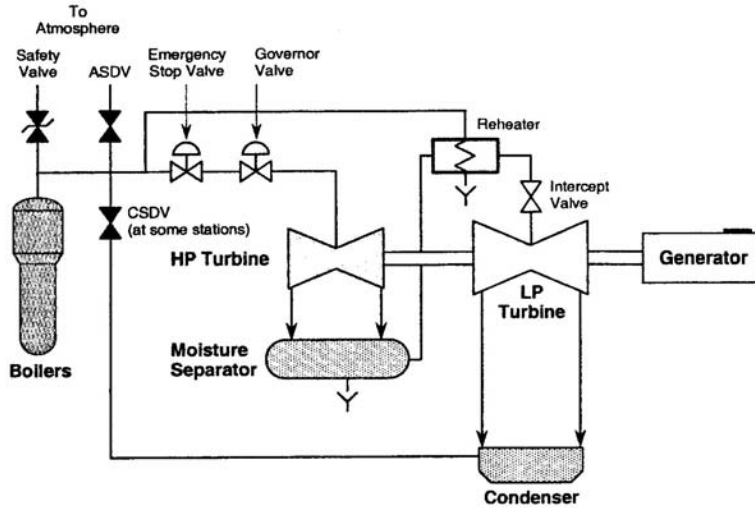 To
Atmosphere
Safety
Valve
ASDV
Emergency
Stop Valve
Governor
Valve
Reheater
Intercept
Valve
CSDV
(at some stations)
HP Turbine
Generator
LP
Turbine
Moisture
Separator
Boilers
Condenser